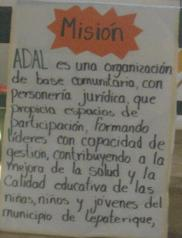 Misión
ADAL es una organización
de base comunitaria, con
personería jurídica, que
propicia espacios de
participación, formando
líderes con capacidad de
gestión, contribuyendo a la
mejora de la salud y la
calidad educativa de las
niñas, niños y jóvenes del
municipio de Lepaterique,